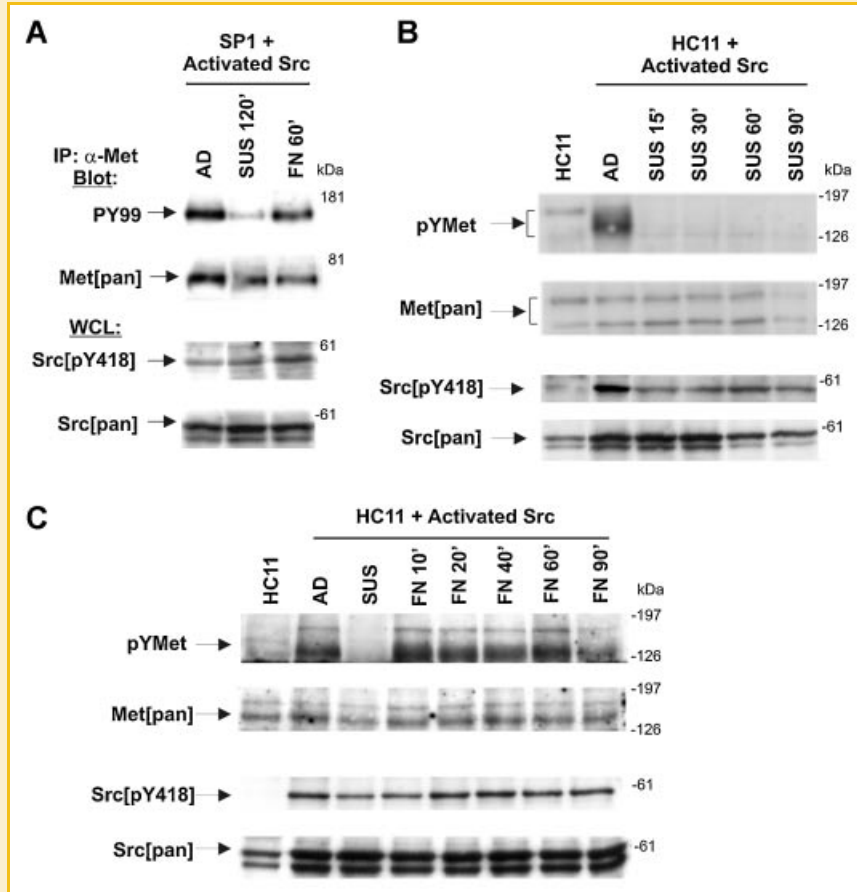 A
SP1 +
Activated Src
IP: α-Met
Blot:
AD
SUS 120'
FN 60'
kDa
PY99
181
Met[pan]
81
WCL:
Src[pY418]
61
Src[pan]
-61
B
HC11 +
Activated Src
HC11
AD
SUS 15'
SUS 30'
SUS 60'
SUS 90'
kDa
pYMet
-197
-126
Met[pan]
-197
-126
Src[pY418]
-61
Src[pan]
-61
C
HC11 + Activated Src
HC11
AD
SUS
FN 10'
FN 20'
FN 40'
FN 60'
FN 90'
kDa
pYMet
-197
-126
Met[pan]
-197
-126
Src[pY418]
-61
Src[pan]
-61